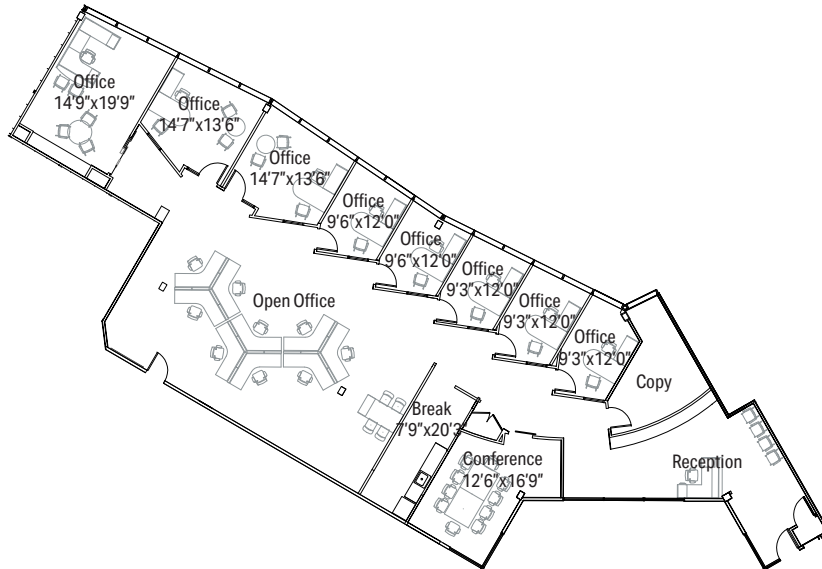 Office
14'9"x19'9"
Office
14'7"x13'6"
Office
14'7"x13'6"
Office
9'6"x12'0"
Office
9'6"x12'0"
Office
9'3"x12'0"
Office
9'3"x12'0"
Office
9'3"x12'0"
Open Office
Copy
Break
7'9"x20'3"
Conference
12'6"x16'9"
Reception